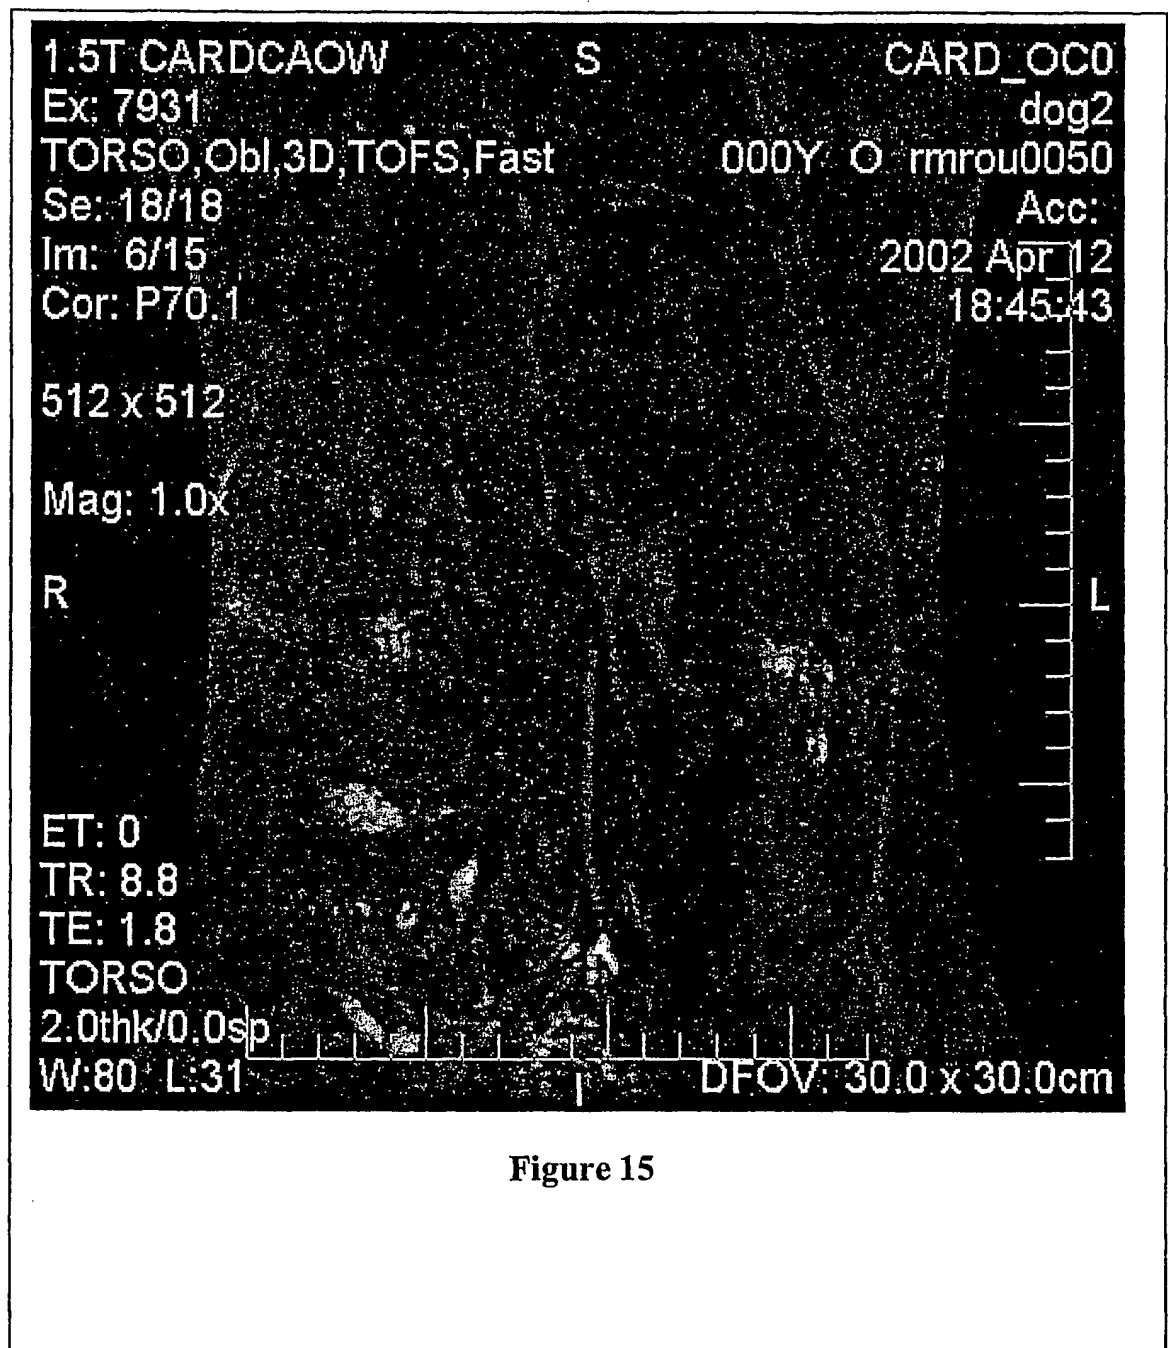 1.5T CARDCAOW
S
CARD_OC0
Ex: 7931
dog2
TORSO,Obl,3D,TOFS,Fast
000Y O rmrou0050
Se: 18/18
Acc:
Im: 6/15
2002 Apr 12
Cor: P70.1
18:45:43
512 x 512
Mag: 1.0x
R
L
ET: 0
TR: 8.8
TE: 1.8
TORSO
2.0thk/0.0sp
W:80 L:31
I
DFOV: 30.0 x 30.0cm
Figure 15